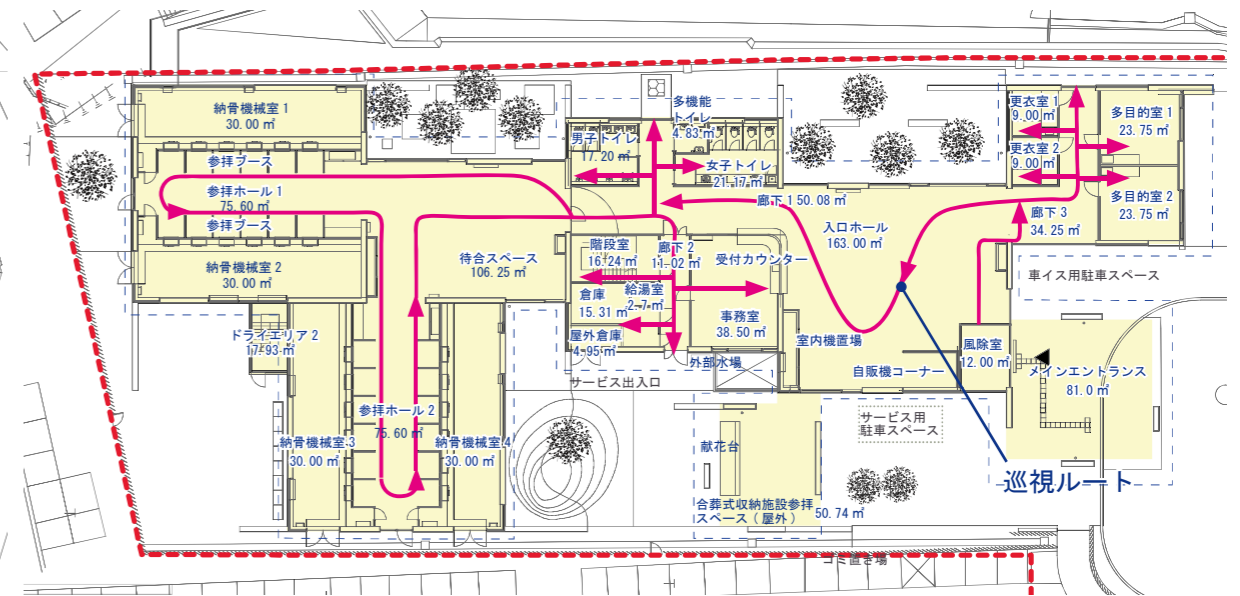 納骨機械室 1
30.00 ㎡
参拝ブース
参拝ホール 1
75.60 ㎡
参拝ブース
納骨機械室 2
30.00 ㎡
ドライエリア 2
17.93 ㎡
納骨機械室 3
30.00 ㎡
参拝ホール 2
75.60 ㎡
納骨機械室 4
30.00 ㎡
待合スペース
106.25 ㎡
男子トイレ
17.20 ㎡
多機能
トイレ
4.83 ㎡
女子トイレ
21.17 ㎡
廊下 1 50.08 ㎡
階段室
16.24 ㎡
廊下 2
11.02 ㎡
受付カウンター
倉庫
15.31 ㎡
給湯室
2.7 ㎡
事務室
38.50 ㎡
屋外倉庫
4.95 ㎡
外部水場
サービス出入口
入口ホール
163.00 ㎡
室内機置場
自販機コーナー
風除室
12.00 ㎡
更衣室 1
9.00 ㎡
更衣室 2
9.00 ㎡
多目的室 1
23.75 ㎡
多目的室 2
23.75 ㎡
廊下 3
34.25 ㎡
車イス用駐車スペース
メインエントランス
81.0 ㎡
サービス用
駐車スペース
献花台
合葬式収納施設参拝
スペース（屋外）
50.74 ㎡
巡視ルート
ゴミ置き場